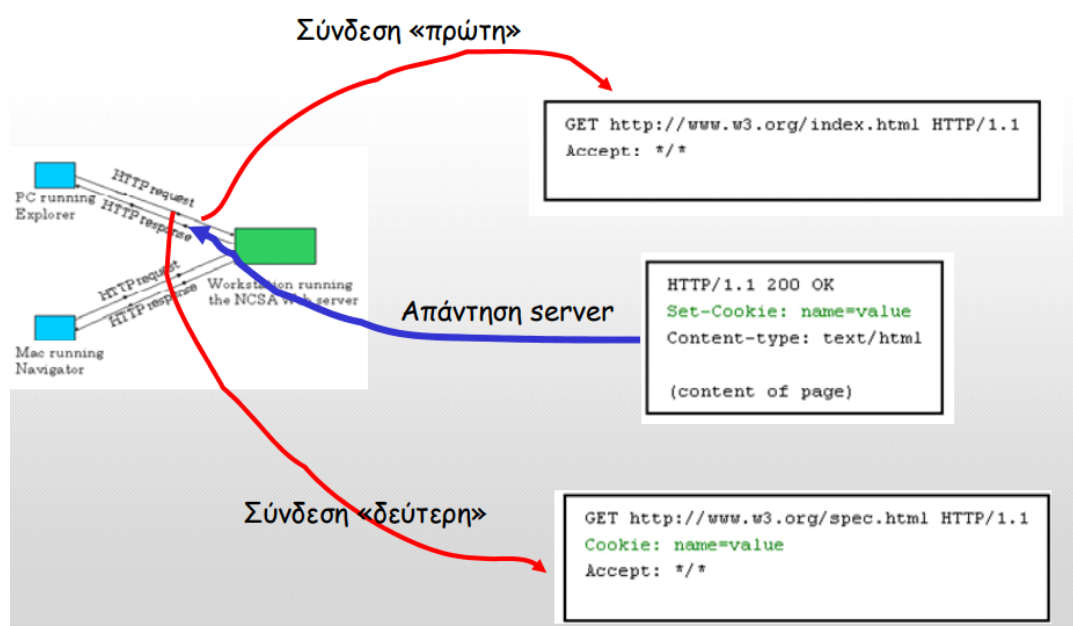 Σύνδεση «πρώτη»
GET http://www.w3.org/index.html HTTP/1.1
Accept: */*
HTTP request
PC running
Explorer
HTTP response
HTTP request
HTTP response
Workstation running
the NCSA Web server
Mac running
Navigator
Απάντηση server
HTTP/1.1 200 OK
Set-Cookie: name=value
Content-type: text/html
(content of page)
Σύνδεση «δεύτερη»
GET http://www.w3.org/spec.html HTTP/1.1
Cookie: name=value
Accept: */*